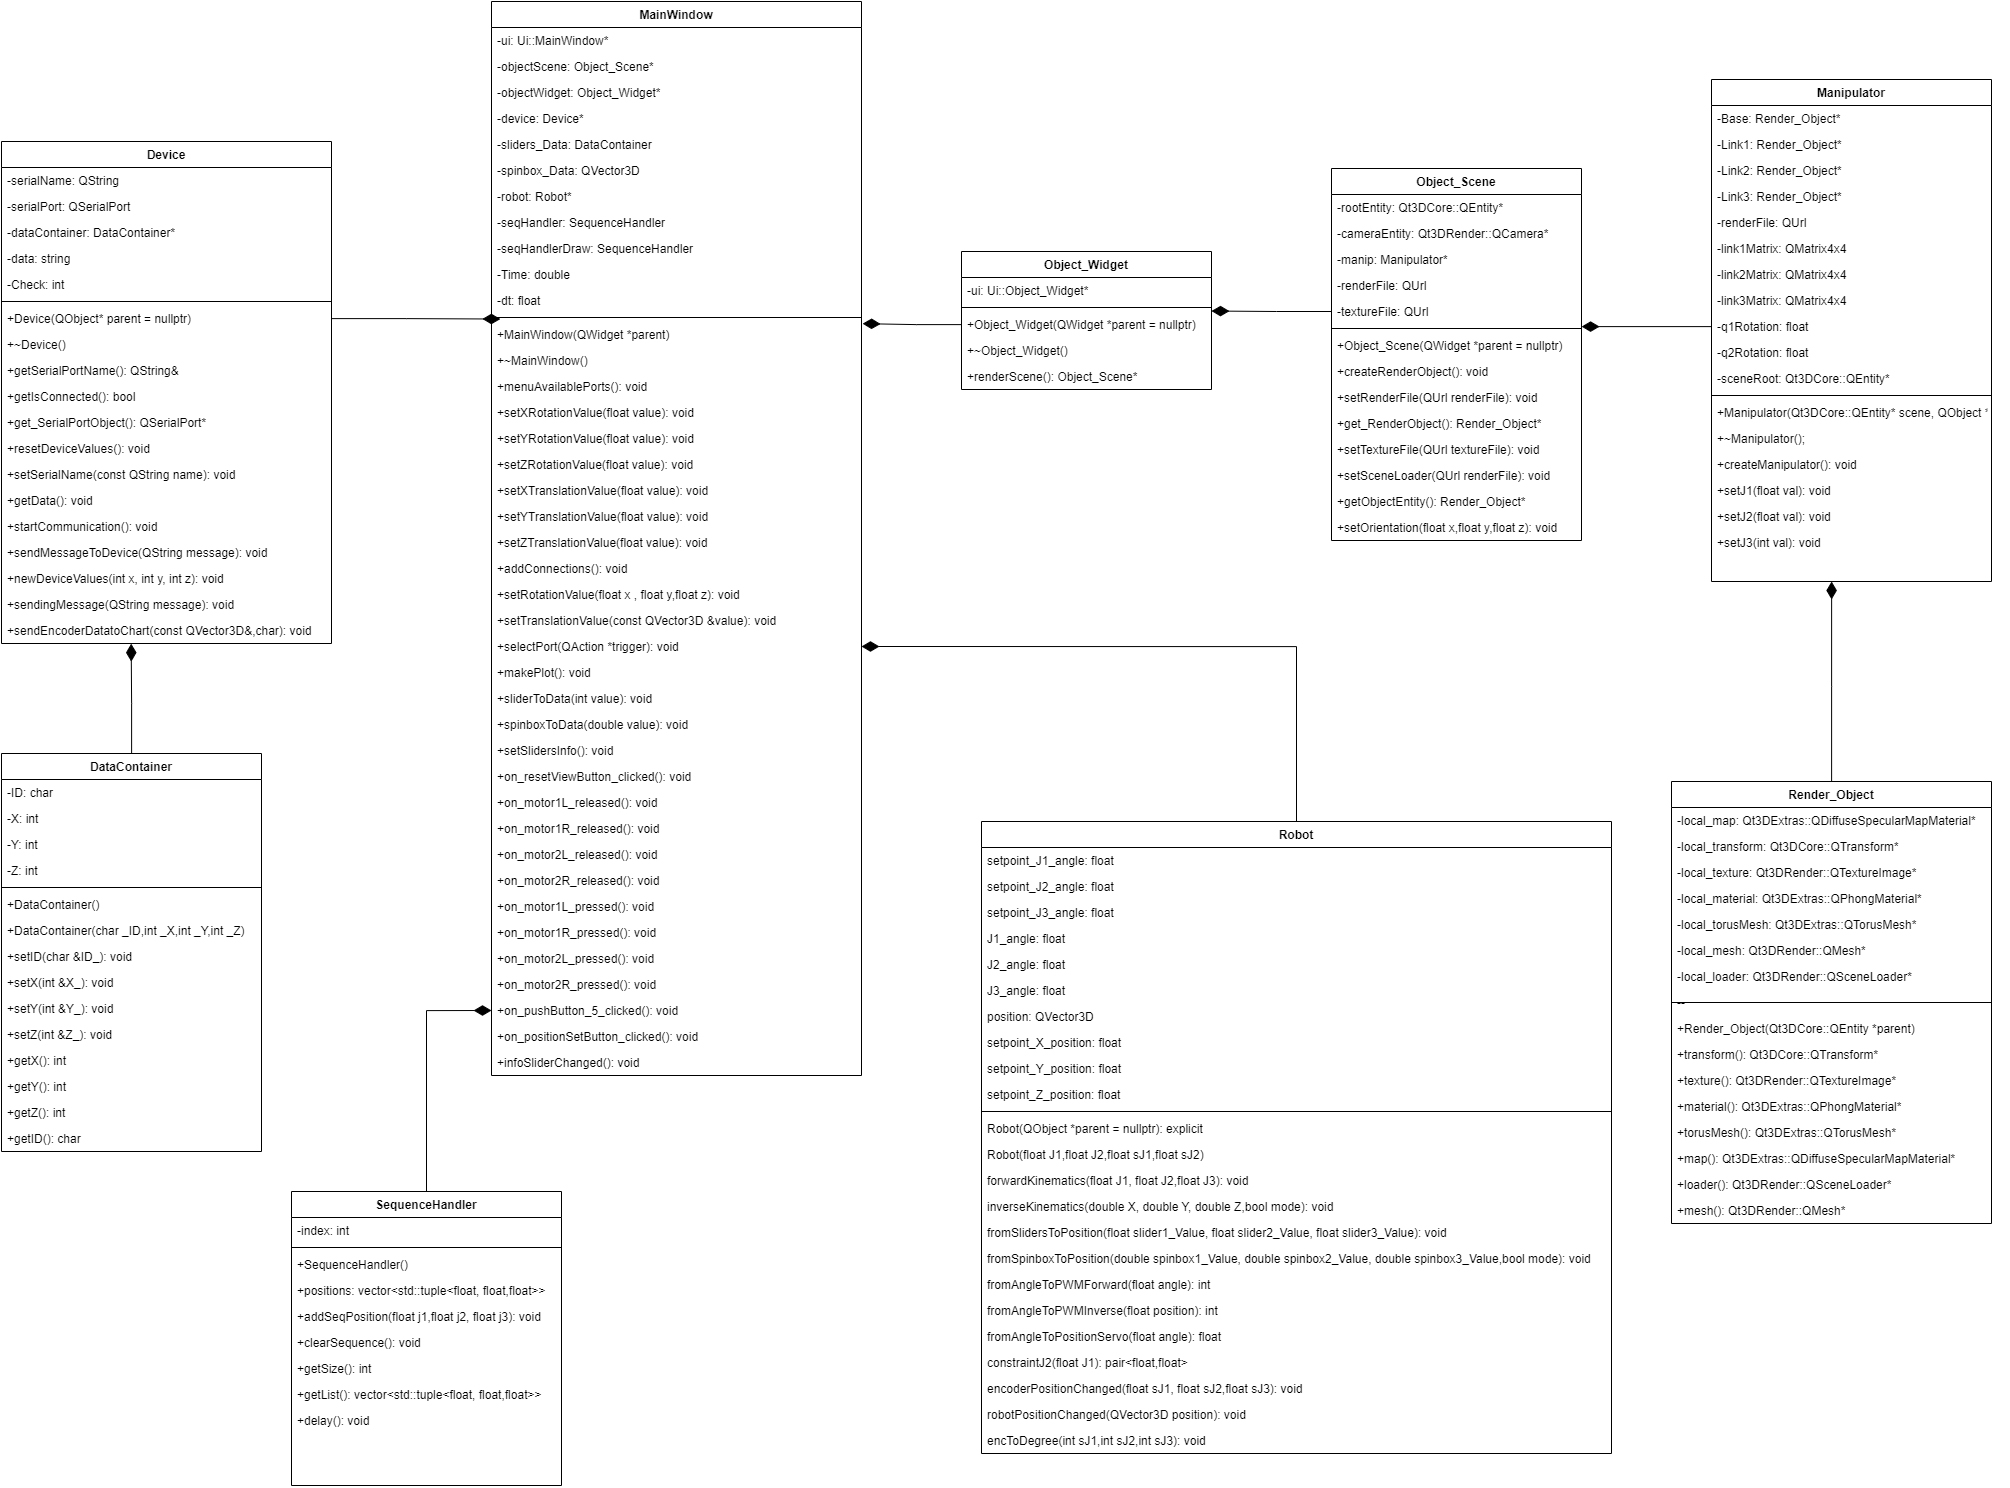 MainWindow
-ui: Ui::MainWindow*
-objectScene: Object_Scene*
-objectWidget: Object_Widget*
-device: Device*
-sliders_Data: DataContainer
-spinbox_Data: QVector3D
-robot: Robot*
-seqHandler: SequenceHandler
-seqHandlerDraw: SequenceHandler
-Time: double
-dt: float
+MainWindow(QWidget *parent)
+~MainWindow()
+menuAvailablePorts(): void
+setXRotationValue(float value): void
+setYRotationValue(float value): void
+setZRotationValue(float value): void
+setXTranslationValue(float value): void
+setYTranslationValue(float value): void
+setZTranslationValue(float value): void
+addConnections(): void
+setRotationValue(float x , float y,float z): void
+setTranslationValue(const QVector3D &value): void
+selectPort(QAction *trigger): void
+makePlot(): void
+sliderToData(int value): void
+spinboxToData(double value): void
+setSlidersInfo(): void
+on_resetViewButton_clicked(): void
+on_motor1L_released(): void
+on_motor1R_released(): void
+on_motor2L_released(): void
+on_motor2R_released(): void
+on_motor1L_pressed(): void
+on_motor1R_pressed(): void
+on_motor2L_pressed(): void
+on_motor2R_pressed(): void
+on_pushButton_5_clicked(): void
+on_positionSetButton_clicked(): void
+infoSliderChanged(): void
Device
-serialName: QString
-serialPort: QSerialPort
-dataContainer: DataContainer*
-data: string
-Check: int
+Device(QObject* parent = nullptr)
+~Device()
+getSerialPortName(): QString&
+getIsConnected(): bool
+get_SerialPortObject(): QSerialPort*
+resetDeviceValues(): void
+setSerialName(const QString name): void
+getData(): void
+startCommunication(): void
+sendMessageToDevice(QString message): void
+newDeviceValues(int x, int y, int z): void
+sendingMessage(QString message): void
+sendEncoderDatatoChart(const QVector3D&,char): void
DataContainer
-ID: char
-X: int
-Y: int
-Z: int
+DataContainer()
+DataContainer(char _ID,int _X,int _Y,int _Z)
+setID(char &ID_): void
+setX(int &X_): void
+setY(int &Y_): void
+setZ(int &Z_): void
+getX(): int
+getY(): int
+getZ(): int
+getID(): char
SequenceHandler
-index: int
+SequenceHandler()
+positions: vector<std::tuple<float, float,float>>
+addSeqPosition(float j1,float j2, float j3): void
+clearSequence(): void
+getSize(): int
+getList(): vector<std::tuple<float, float,float>>
+delay(): void
Object_Widget
-ui: Ui::Object_Widget*
+Object_Widget(QWidget *parent = nullptr)
+~Object_Widget()
+renderScene(): Object_Scene*
Object_Scene
-rootEntity: Qt3DCore::QEntity*
-cameraEntity: Qt3DRender::QCamera*
-manip: Manipulator*
-renderFile: QUrl
-textureFile: QUrl
+Object_Scene(QWidget *parent = nullptr)
+createRenderObject(): void
+setRenderFile(QUrl renderFile): void
+get_RenderObject(): Render_Object*
+setTextureFile(QUrl textureFile): void
+setSceneLoader(QUrl renderFile): void
+getObjectEntity(): Render_Object*
+setOrientation(float x,float y,float z): void
Manipulator
-Base: Render_Object*
-Link1: Render_Object*
-Link2: Render_Object*
-Link3: Render_Object*
-renderFile: QUrl
-link1Matrix: QMatrix4x4
-link2Matrix: QMatrix4x4
-link3Matrix: QMatrix4x4
-q1Rotation: float
-q2Rotation: float
-sceneRoot: Qt3DCore::QEntity*
+Manipulator(Qt3DCore::QEntity* scene, QObject *
+~Manipulator();
+createManipulator(): void
+setJ1(float val): void
+setJ2(float val): void
+setJ3(int val): void
Render_Object
-local_map: Qt3DExtras::QDiffuseSpecularMapMaterial*
-local_transform: Qt3DCore::QTransform*
-local_texture: Qt3DRender::QTextureImage*
-local_material: Qt3DExtras::QPhongMaterial*
-local_torusMesh: Qt3DExtras::QTorusMesh*
-local_mesh: Qt3DRender::QMesh*
-local_loader: Qt3DRender::QSceneLoader*
+Render_Object(Qt3DCore::QEntity *parent)
+transform(): Qt3DCore::QTransform*
+texture(): Qt3DRender::QTextureImage*
+material(): Qt3DExtras::QPhongMaterial*
+torusMesh(): Qt3DExtras::QTorusMesh*
+map(): Qt3DExtras::QDiffuseSpecularMapMaterial*
+loader(): Qt3DRender::QSceneLoader*
+mesh(): Qt3DRender::QMesh*
Robot
setpoint_J1_angle: float
setpoint_J2_angle: float
setpoint_J3_angle: float
J1_angle: float
J2_angle: float
J3_angle: float
position: QVector3D
setpoint_X_position: float
setpoint_Y_position: float
setpoint_Z_position: float
Robot(QObject *parent = nullptr): explicit
Robot(float J1,float J2,float sJ1,float sJ2)
forwardKinematics(float J1, float J2,float J3): void
inverseKinematics(double X, double Y, double Z,bool mode): void
fromSlidersToPosition(float slider1_Value, float slider2_Value, float slider3_Value): void
fromSpinboxToPosition(double spinbox1_Value, double spinbox2_Value, double spinbox3_Value,bool mode): void
fromAngleToPWMForward(float angle): int
fromAngleToPWMInverse(float position): int
fromAngleToPositionServo(float angle): float
constraintJ2(float J1): pair<float,float>
encoderPositionChanged(float sJ1, float sJ2,float sJ3): void
robotPositionChanged(QVector3D position): void
encToDegree(int sJ1,int sJ2,int sJ3): void